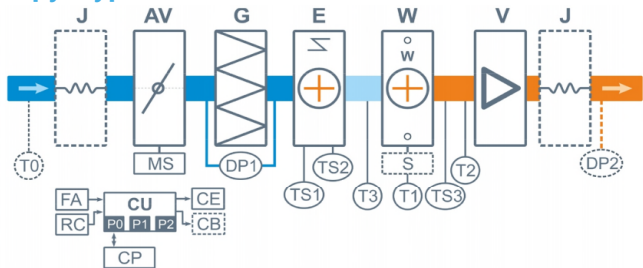 J AV G E W V J
w
T0 MS DP1 TS1 TS2 T3 S T1 TS3 T2 DP2
FA CU CE
RC P0 P1 P2 CB
CP